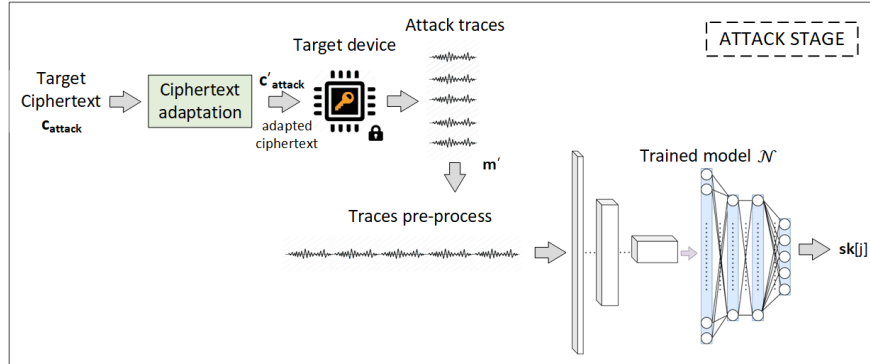 ATTACK STAGE
Attack traces
Target device
Target
Ciphertext
c_attack
Ciphertext
adaptation
c′_attack
adapted
ciphertext
m′
Traces pre-process
Trained model 𝒩
sk[j]